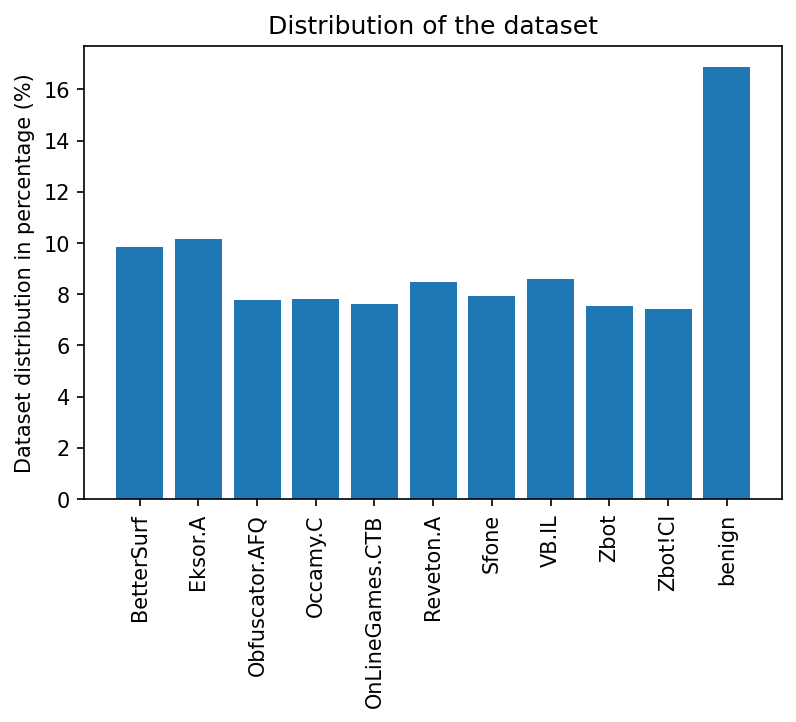 Distribution of the dataset
Dataset distribution in percentage (%)
16
14
12
10
8
6
4
2
0
BetterSurf
Eksor.A
Obfuscator.AFQ
Occamy.C
OnLineGames.CTB
Reveton.A
Sfone
VB.IL
Zbot
Zbot!CI
benign